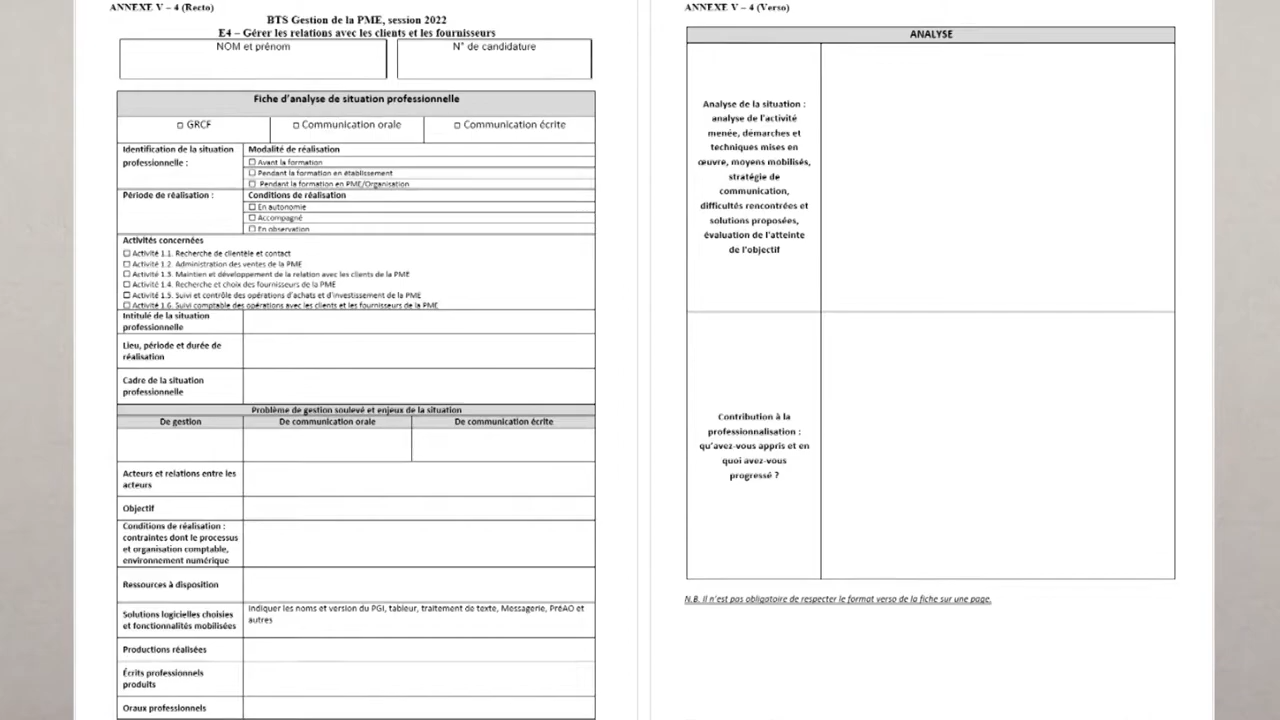 ANNEXE V – 4 (Recto)
BTS Gestion de la PME, session 2022
E4 – Gérer les relations avec les clients et les fournisseurs
NOM et prénom
N° de candidature
Fiche d'analyse de situation professionnelle
☐ GRCF
☐ Communication orale
☐ Communication écrite
Identification de la situation
professionnelle :
Modalité de réalisation
☐ Avant la formation
☐ Pendant la formation en établissement
☐ Pendant la formation en PME/Organisation
Période de réalisation :
Conditions de réalisation
☐ En autonomie
☐ Accompagné
☐ En observation
Activités concernées
☐ Activité 1.1. Recherche de clientèle et contact
☐ Activité 1.2. Administration des ventes de la PME
☐ Activité 1.3. Maintien et développement de la relation avec les clients de la PME
☐ Activité 1.4. Recherche et choix des fournisseurs de la PME
☐ Activité 1.5. Suivi et contrôle des opérations d'achats et d'investissement de la PME
☐ Activité 1.6. Suivi comptable des opérations avec les clients et les fournisseurs de la PME
Intitulé de la situation
professionnelle
Lieu, période et durée de
réalisation
Cadre de la situation
professionnelle
Problème de gestion soulevé et enjeux de la situation
De gestion
De communication orale
De communication écrite
Acteurs et relations entre les
acteurs
Objectif
Conditions de réalisation :
contraintes dont le processus
et organisation comptable,
environnement numérique
Ressources à disposition
Solutions logicielles choisies
et fonctionnalités mobilisées
Indiquer les noms et version du PGI, tableur, traitement de texte, Messagerie, PréAO et
autres
Productions réalisées
Écrits professionnels
produits
Oraux professionnels
ANNEXE V – 4 (Verso)
ANALYSE
Analyse de la situation :
analyse de l'activité
menée, démarches et
techniques mises en
œuvre, moyens mobilisés,
stratégie de
communication,
difficultés rencontrées et
solutions proposées,
évaluation de l'atteinte
de l'objectif
Contribution à la
professionnalisation :
qu'avez-vous appris et en
quoi avez-vous
progressé ?
N.B. Il n'est pas obligatoire de respecter le format verso de la fiche sur une page.